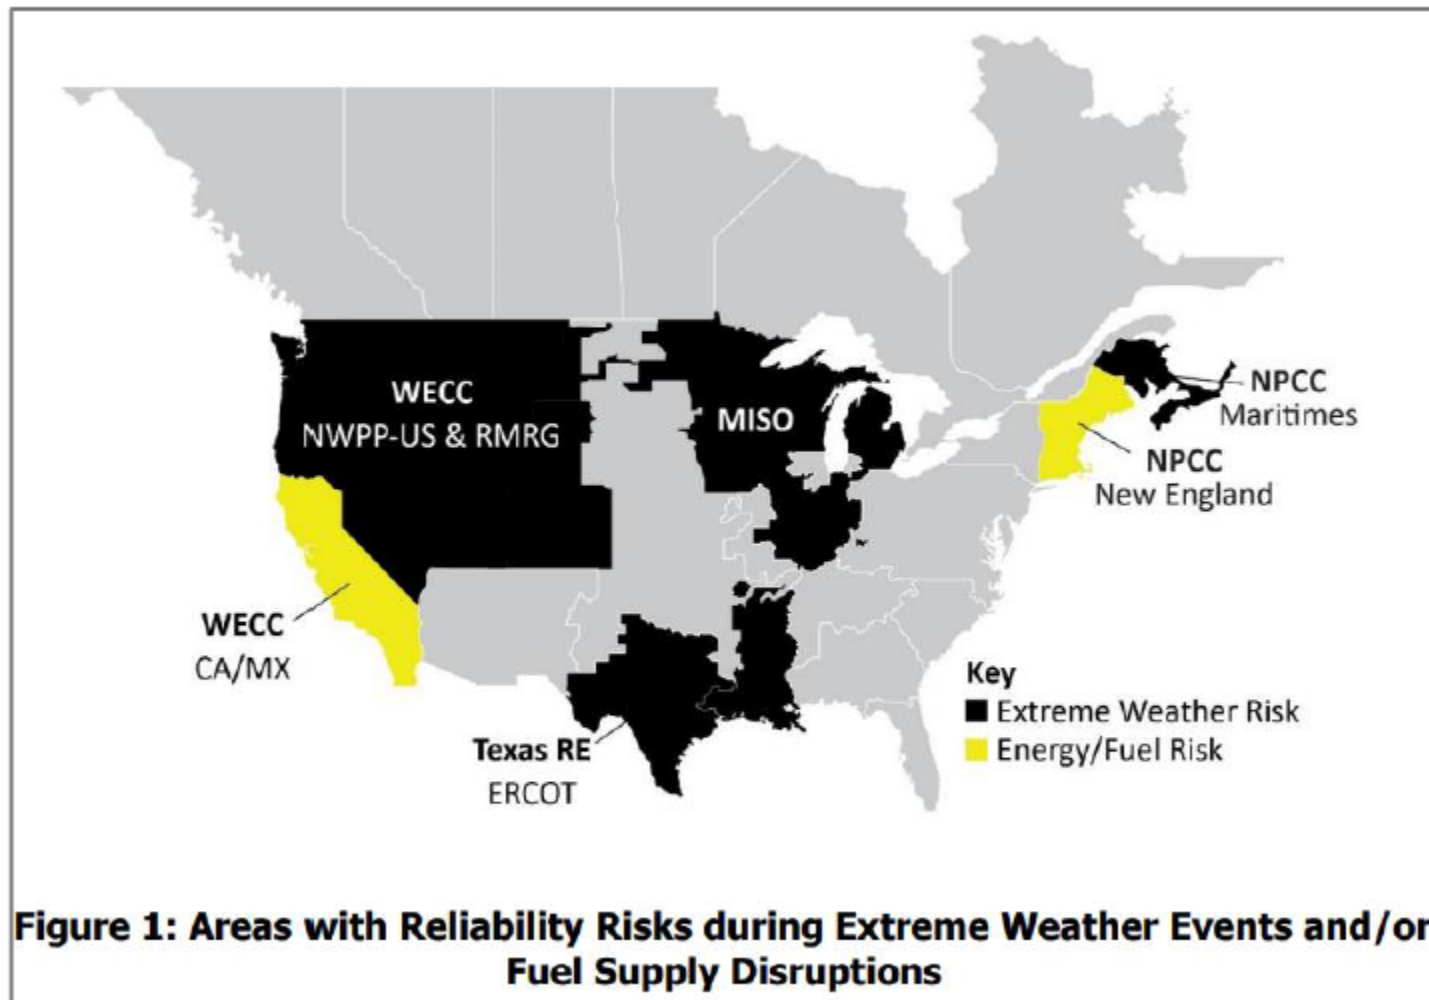 WECC
NWPP-US & RMRG
MISO
NPCC
Maritimes
NPCC
New England
WECC
CA/MX
Texas RE
ERCOT
Key
Extreme Weather Risk
Energy/Fuel Risk
Figure 1: Areas with Reliability Risks during Extreme Weather Events and/or
Fuel Supply Disruptions